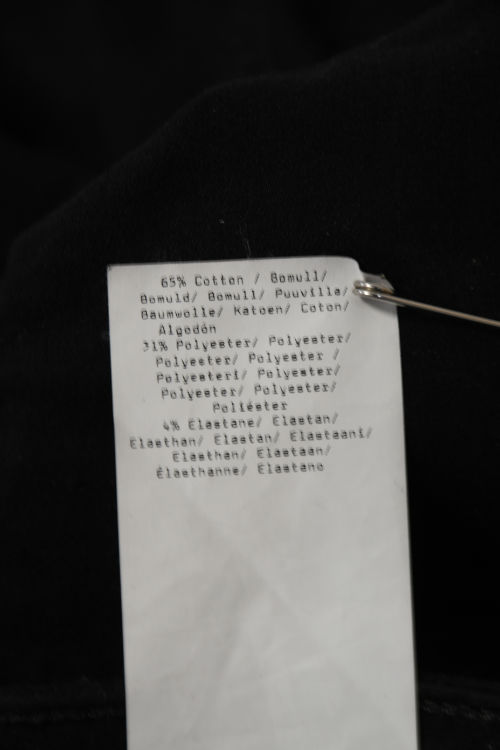 65% Cotton / Bomull/
Bomuld/ Bomull/ Puuvilla/
Baumwolle/ Katoen/ Coton/
Algodón
31% Polyester/ Polyester/
Polyester/ Polyester /
Polyesteri/ Polyester/
Polyester/ Polyester/
Poliéster
4% Elastane/ Elastan/
Elasthan/ Elastan/ Elastaani/
Elasthan/ Elastaan/
Élasthanne/ Elastano